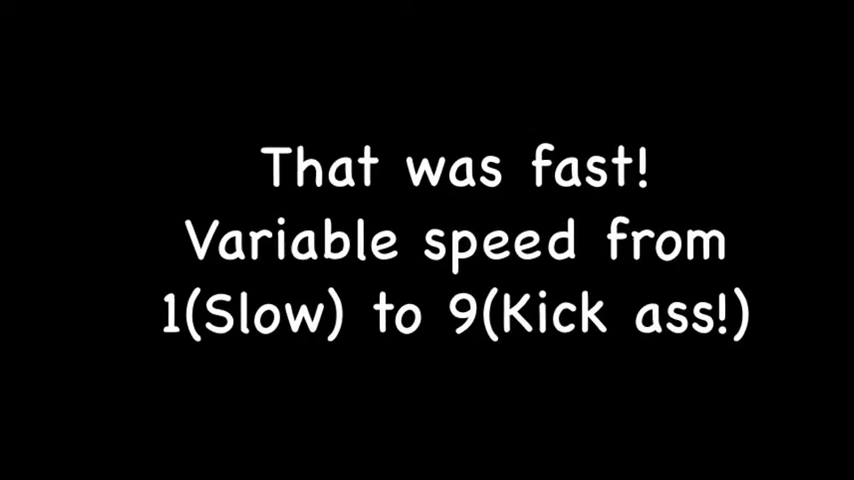 That was fast!
Variable speed from
1(Slow) to 9(Kick ass!)